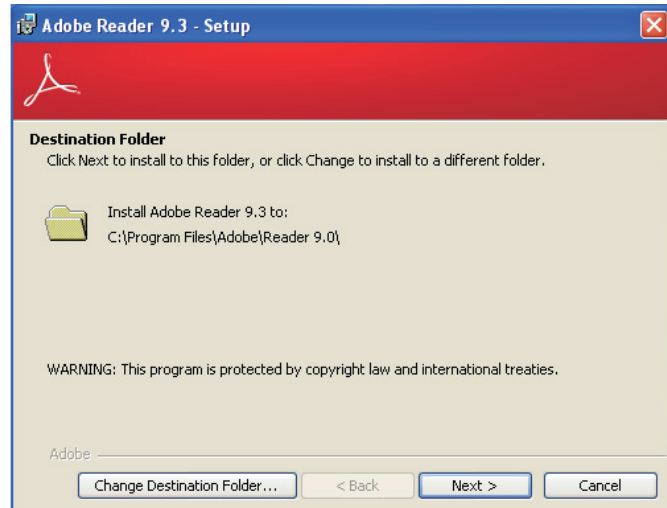 Adobe Reader 9.3 - Setup
Destination Folder
Click Next to install to this folder, or click Change to install to a different folder.
Install Adobe Reader 9.3 to:
C:\Program Files\Adobe\Reader 9.0\
WARNING: This program is protected by copyright law and international treaties.
Adobe
Change Destination Folder... < Back Next > Cancel